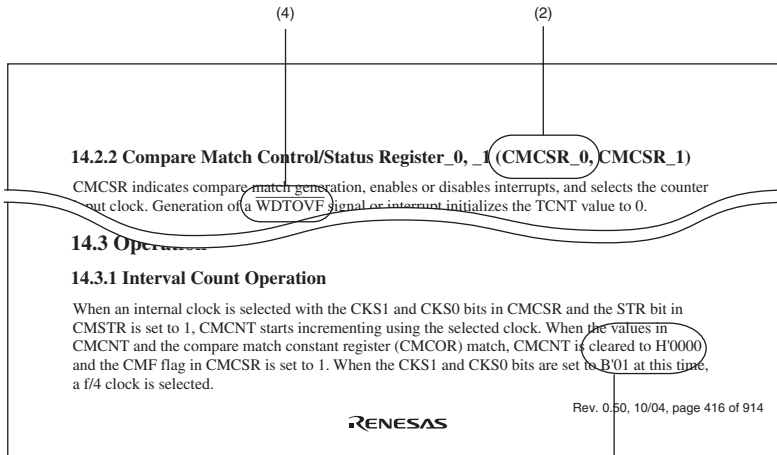 (4) (2)
14.2.2 Compare Match Control/Status Register_0, _1 (CMCSR_0, CMCSR_1)
CMCSR indicates compare match generation, enables or disables interrupts, and selects the counter
input clock. Generation of a WDTOVF signal or interrupt initializes the TCNT value to 0.
14.3 Operation
14.3.1 Interval Count Operation
When an internal clock is selected with the CKS1 and CKS0 bits in CMCSR and the STR bit in
CMSTR is set to 1, CMCNT starts incrementing using the selected clock. When the values in
CMCNT and the compare match constant register (CMCOR) match, CMCNT is cleared to H'0000
and the CMF flag in CMCSR is set to 1. When the CKS1 and CKS0 bits are set to B'01 at this time,
a f/4 clock is selected.
Rev. 0.50, 10/04, page 416 of 914
RENESAS